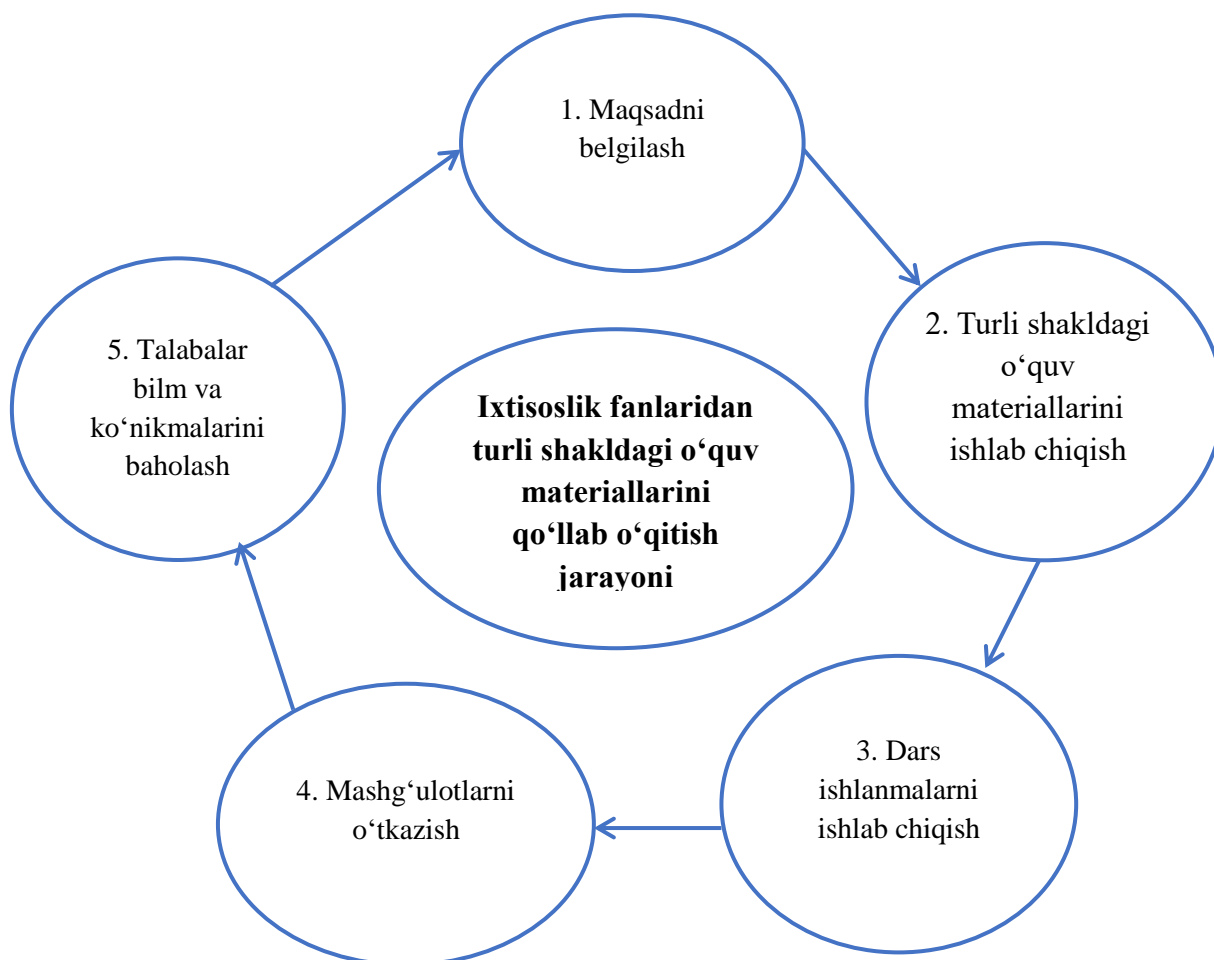 1. Maqsadni
belgilash
2. Turli shakldagi
o‘quv
materiallarini
ishlab chiqish
3. Dars
ishlanmalarni
ishlab chiqish
4. Mashg‘ulotlarni
o‘tkazish
5. Talabalar
bilm va
ko‘nikmalarini
baholash
Ixtisoslik fanlaridan
turli shakldagi o‘quv
materiallarini
qo‘llab o‘qitish
jarayoni